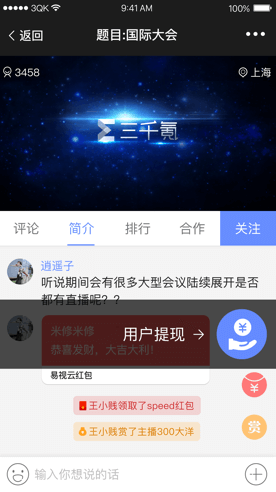 3QK 9:41 AM 100%
返回 题目:国际大会
3458 上海
三千氪
评论 简介 排行 合作 关注
逍遥子
听说期间会有很多大型会议陆续展开是否
都有直播呢？？
米修米修
用户提现 →
恭喜发财，大吉大利！
易视云红包
王小贱领取了speed红包
赏
王小贱赏了主播300大洋
输入你想说的话